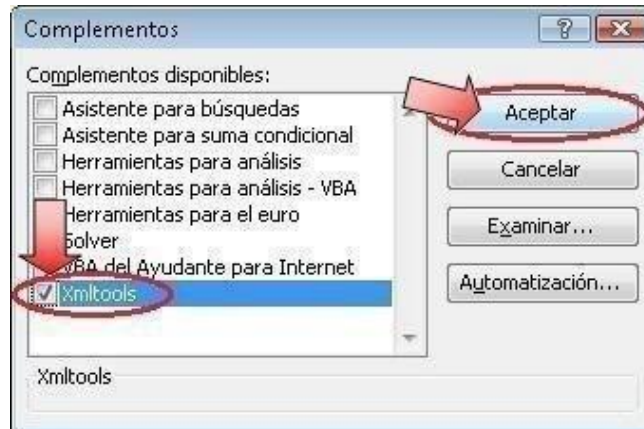 Complementos
Complementos disponibles:
Asistente para búsquedas
Asistente para suma condicional
Herramientas para análisis
Herramientas para análisis - VBA
Herramientas para el euro
Solver
VBA del Ayudante para Internet
Xmltools
Aceptar
Cancelar
Examinar...
Automatización...
Xmltools